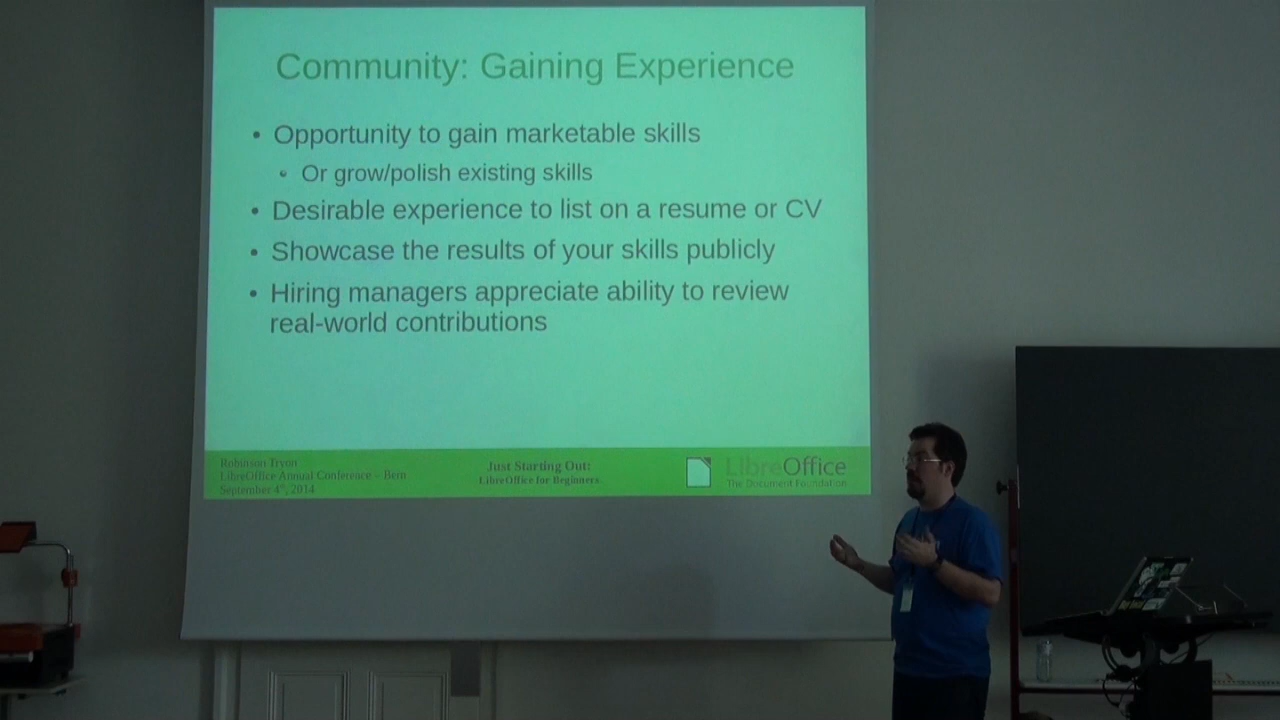 Community: Gaining Experience
• Opportunity to gain marketable skills
• Or grow/polish existing skills
• Desirable experience to list on a resume or CV
• Showcase the results of your skills publicly
• Hiring managers appreciate ability to review
real-world contributions
Robinson Tryon
LibreOffice Annual Conference – Bern
September 4th, 2014
Just Starting Out:
LibreOffice for Beginners
LibreOffice
The Document Foundation